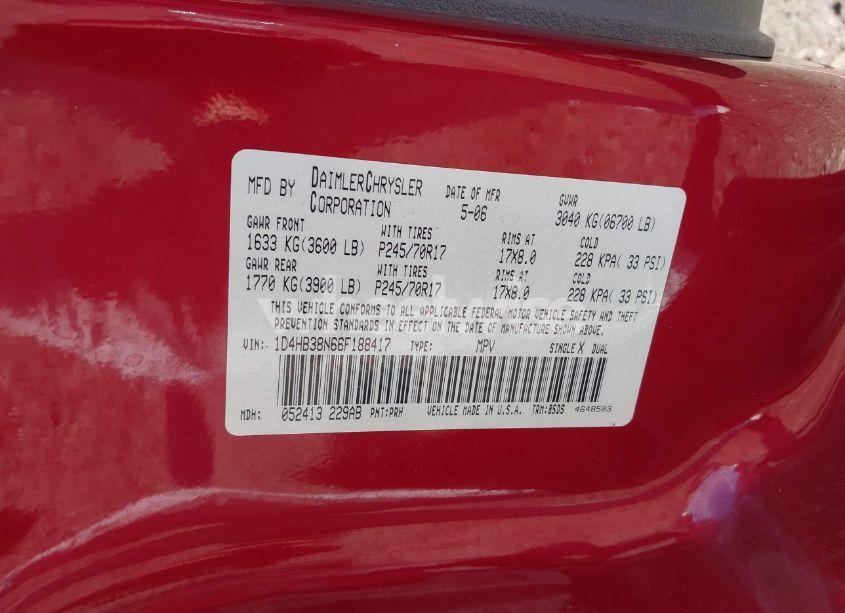 MFD BY DAIMLERCHRYSLER CORPORATION DATE OF MFR 5-06 GVWR 3040 KG(06700 LB)
GAWR FRONT WITH TIRES RIMS AT COLD
1633 KG(3600 LB) P245/70R17 17X8.0 228 KPA( 33 PSI)
GAWR REAR WITH TIRES RIMS AT COLD
1770 KG(3900 LB) P245/70R17 17X8.0 228 KPA( 33 PSI)
THIS VEHICLE CONFORMS TO ALL APPLICABLE FEDERAL MOTOR VEHICLE SAFETY AND THEFT
PREVENTION STANDARDS IN EFFECT ON THE DATE OF MANUFACTURE SHOWN ABOVE.
VIN: 1D4HB38N66F188417 TYPE: MPV SINGLE X DUAL
MDH: 052413 229AB PNT:PRH VEHICLE MADE IN U.S.A. TRM:B5D5 4648503